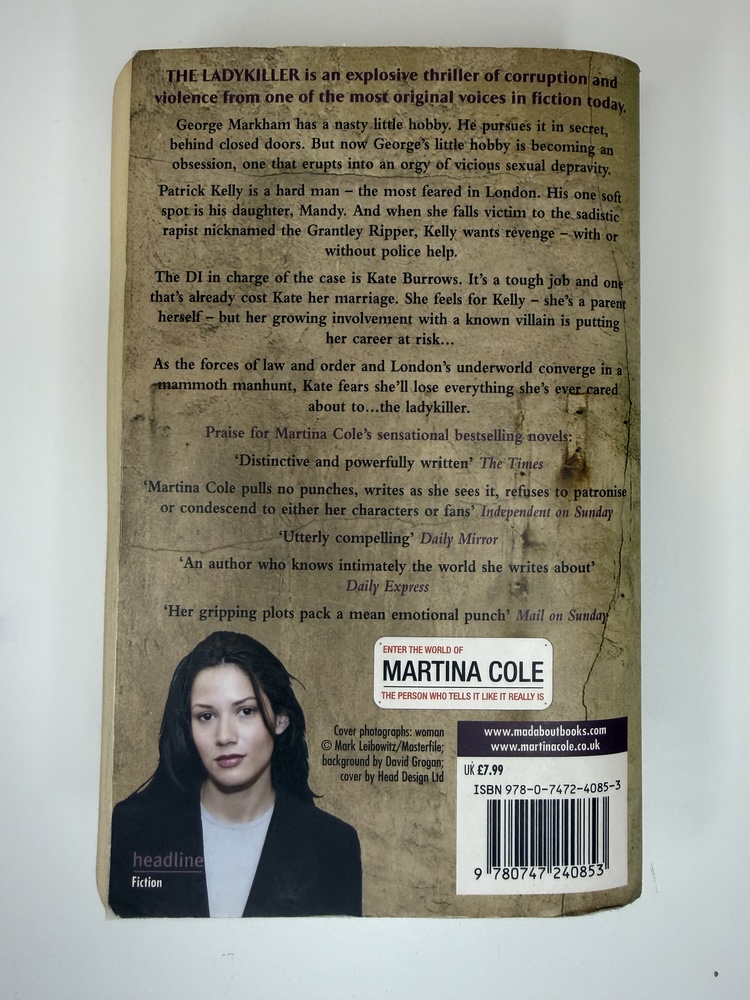 THE LADYKILLER is an explosive thriller of corruption and
violence from one of the most original voices in fiction today.
George Markham has a nasty little hobby. He pursues it in secret,
behind closed doors. But now George's little hobby is becoming an
obsession, one that erupts into an orgy of vicious sexual depravity.
Patrick Kelly is a hard man – the most feared in London. His one soft
spot is his daughter, Mandy. And when she falls victim to the sadistic
rapist nicknamed the Grantley Ripper, Kelly wants revenge – with or
without police help.
The DI in charge of the case is Kate Burrows. It's a tough job and one
that's already cost Kate her marriage. She feels for Kelly – she's a parent
herself – but her growing involvement with a known villain is putting
her career at risk...
As the forces of law and order and London's underworld converge in a
mammoth manhunt, Kate fears she'll lose everything she's ever cared
about to...the ladykiller.
Praise for Martina Cole's sensational bestselling novels:
'Distinctive and powerfully written' The Times
'Martina Cole pulls no punches, writes as she sees it, refuses to patronise
or condescend to either her characters or fans' Independent on Sunday
'Utterly compelling' Daily Mirror
'An author who knows intimately the world she writes about'
Daily Express
'Her gripping plots pack a mean emotional punch' Mail on Sunday
ENTER THE WORLD OF
MARTINA COLE
THE PERSON WHO TELLS IT LIKE IT REALLY IS
Cover photographs: woman
© Mark Leibowitz/Masterfile;
background by David Grogan;
cover by Head Design Ltd
www.madaboutbooks.com
www.martinacole.co.uk
UK £7.99
ISBN 978-0-7472-4085-3
9 780747 240853
headline
Fiction